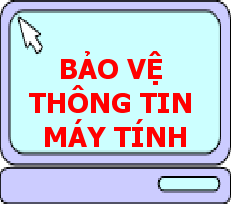 BẢO VỆ
THÔNG TIN
MÁY TÍNH